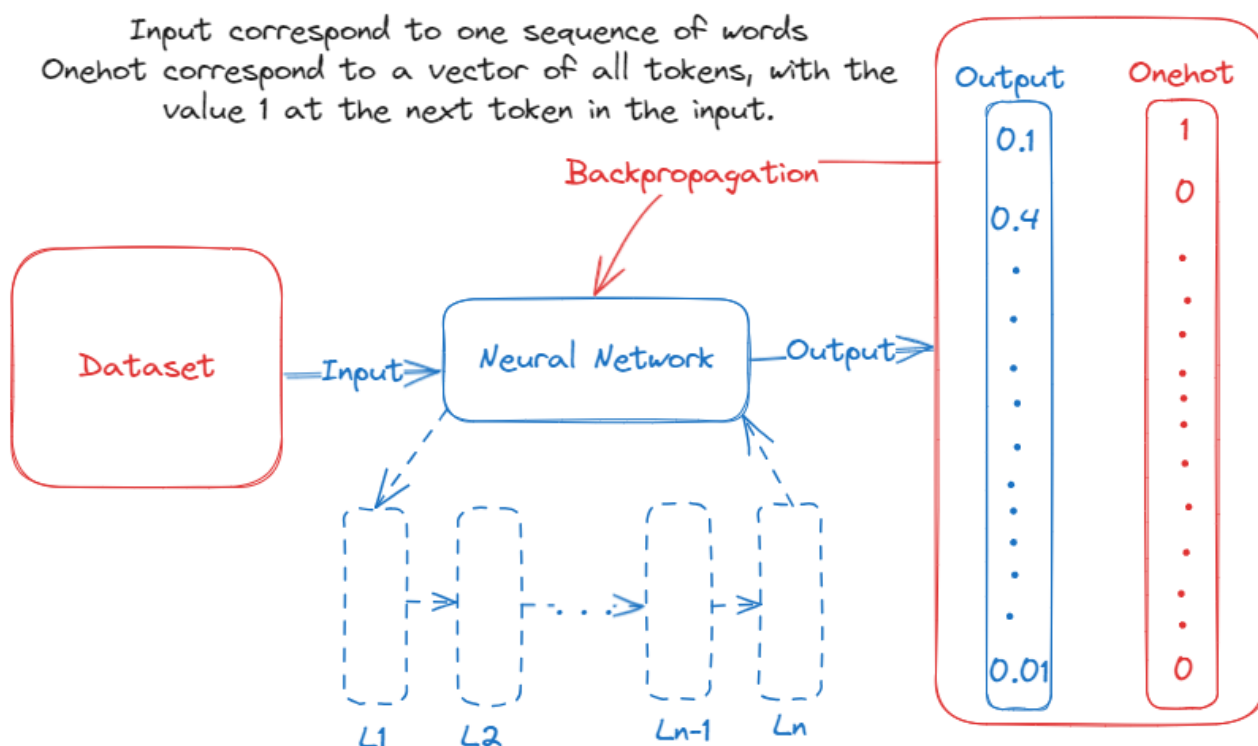 Input correspond to one sequence of words
Onehot correspond to a vector of all tokens, with the
value 1 at the next token in the input.
Output
Onehot
0.1
1
0
0.4
Backpropagation
Dataset
Input
Neural Network
Output
0.01
0
L1
L2
Ln-1
Ln